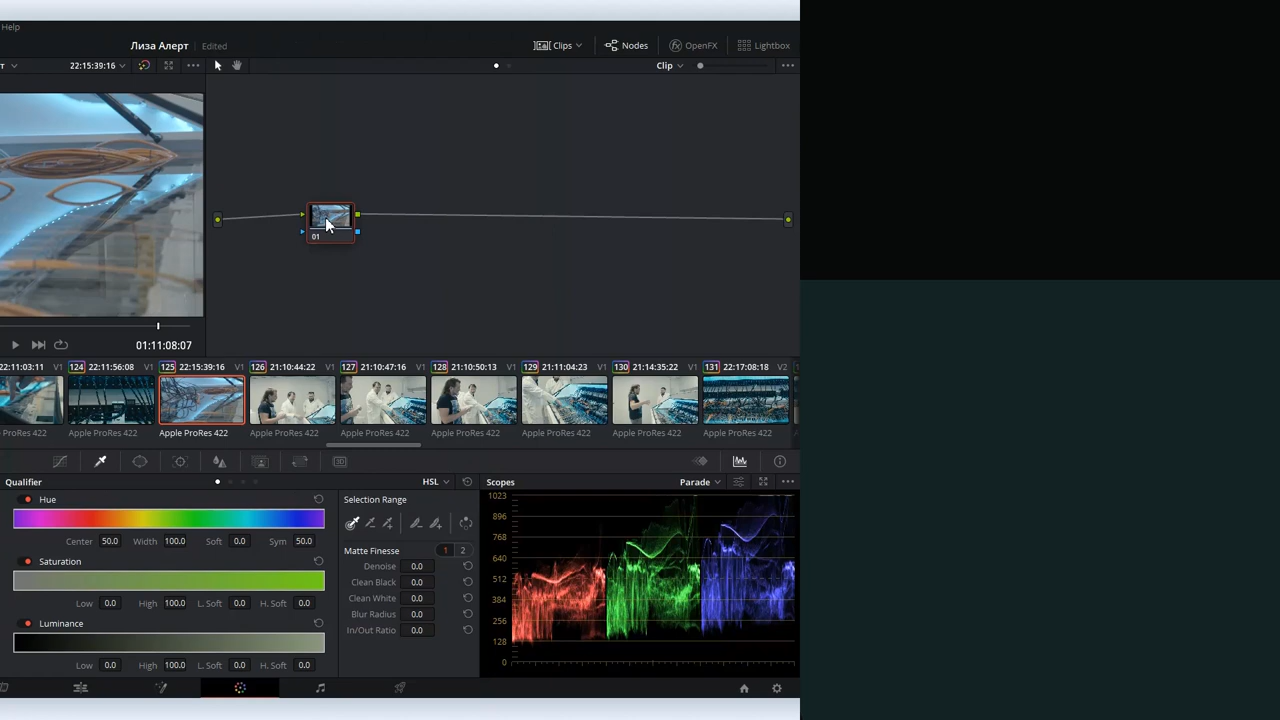 Help
Лиза Алерт Edited
Clips Nodes OpenFX Lightbox
22:15:39:16 Clip
01
01:11:08:07
22:11:03:11 V1 124 22:11:56:08 V1 125 22:15:39:16 V1 126 21:10:44:22 V1 127 21:10:47:16 V1 128 21:10:50:13 V1 129 21:11:04:23 V1 130 21:14:35:22 V1 131 22:17:08:18 V2
ProRes 422 Apple ProRes 422 Apple ProRes 422 Apple ProRes 422 Apple ProRes 422 Apple ProRes 422 Apple ProRes 422 Apple ProRes 422 Apple ProRes 422
3D
Qualifier HSL Scopes Parade
Hue Selection Range
Center 50.0 Width 100.0 Soft 0.0 Sym 50.0
Matte Finesse 1 2
Saturation Denoise 0.0
Clean Black 0.0
Low 0.0 High 100.0 L. Soft 0.0 H. Soft 0.0 Clean White 0.0
Blur Radius 0.0
Luminance In/Out Ratio 0.0
Low 0.0 High 100.0 L. Soft 0.0 H. Soft 0.0
1023
896
768
640
512
384
256
128
0